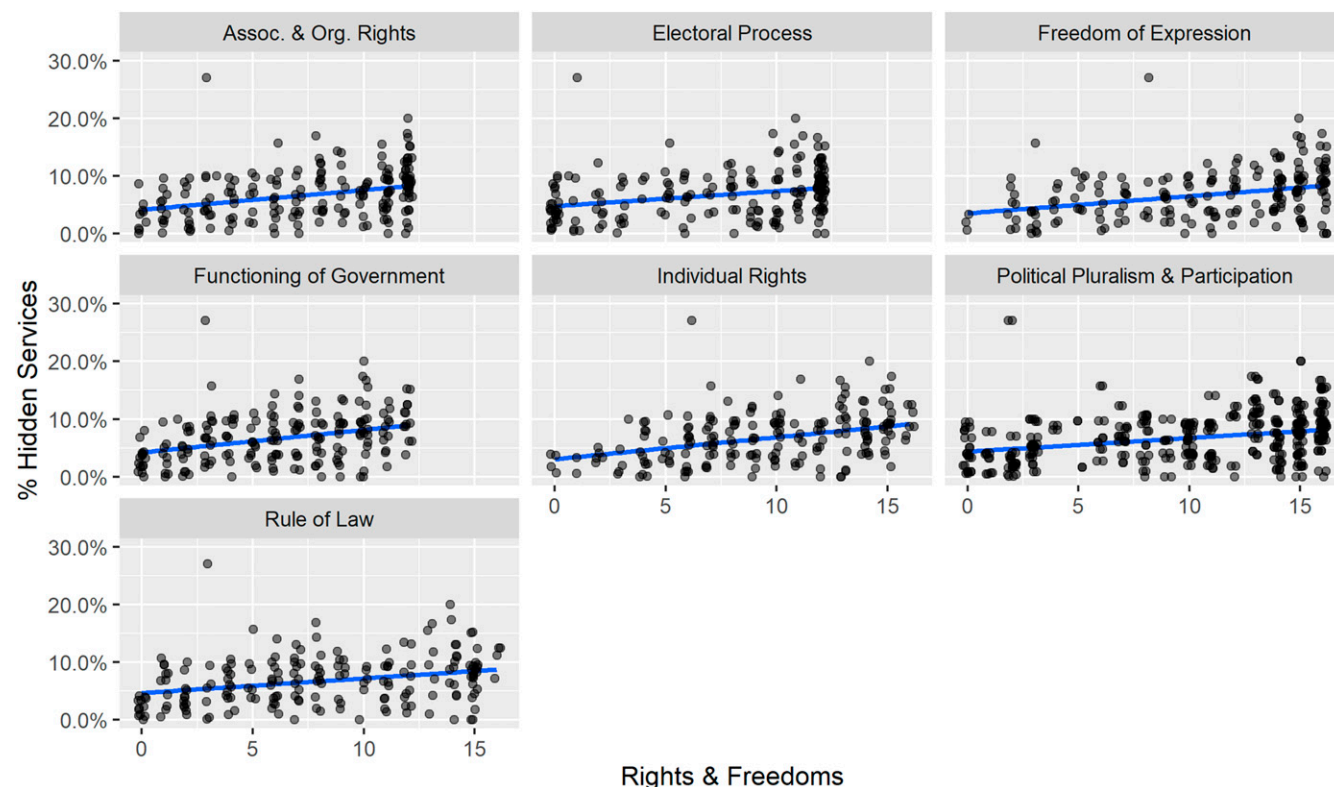 Assoc. & Org. Rights
Electoral Process
Freedom of Expression
30.0%
20.0%
10.0%
0.0%
Functioning of Government
Individual Rights
Political Pluralism & Participation
30.0%
20.0%
10.0%
0.0%
0 5 10 15
0 5 10 15
Rule of Law
30.0%
20.0%
10.0%
0.0%
0 5 10 15
% Hidden Services
Rights & Freedoms